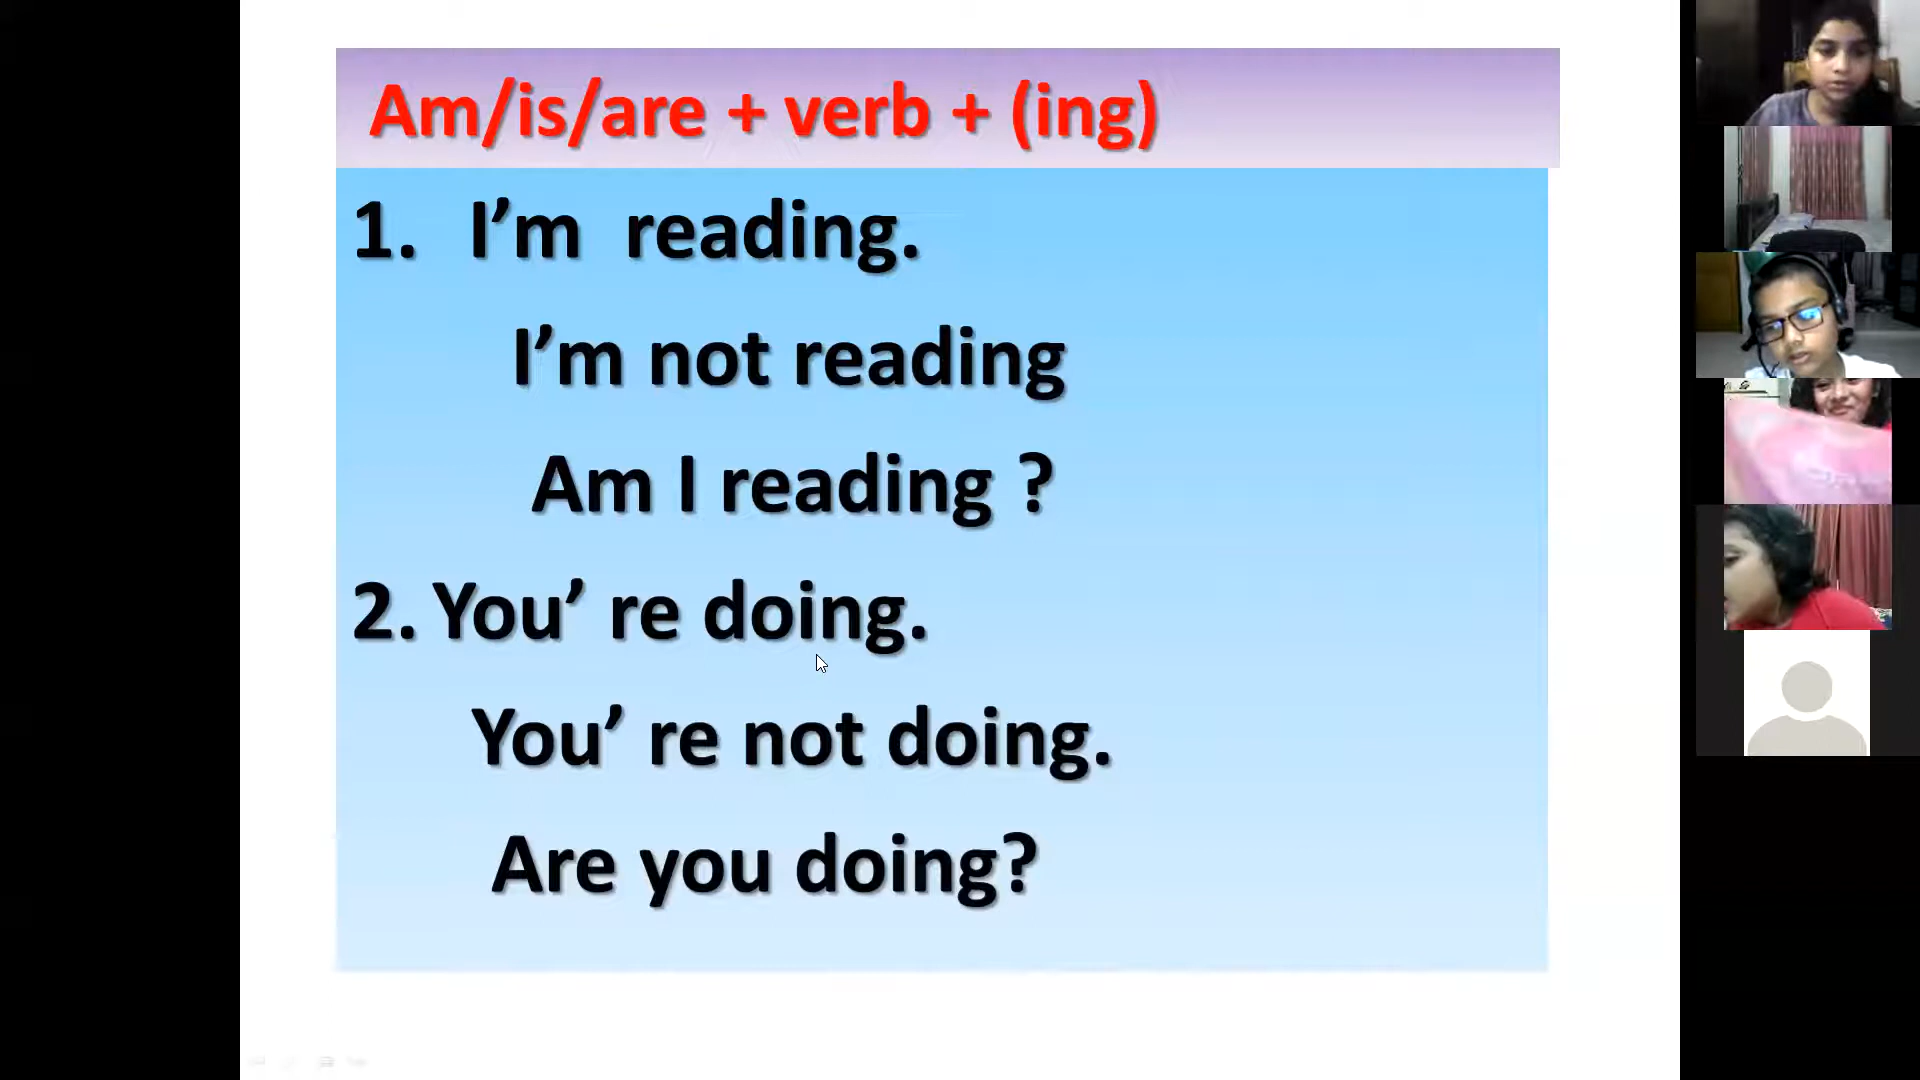 Am/is/are + verb + (ing)
1. I’m reading.
I’m not reading
Am I reading ?
2. You’ re doing.
You’ re not doing.
Are you doing?